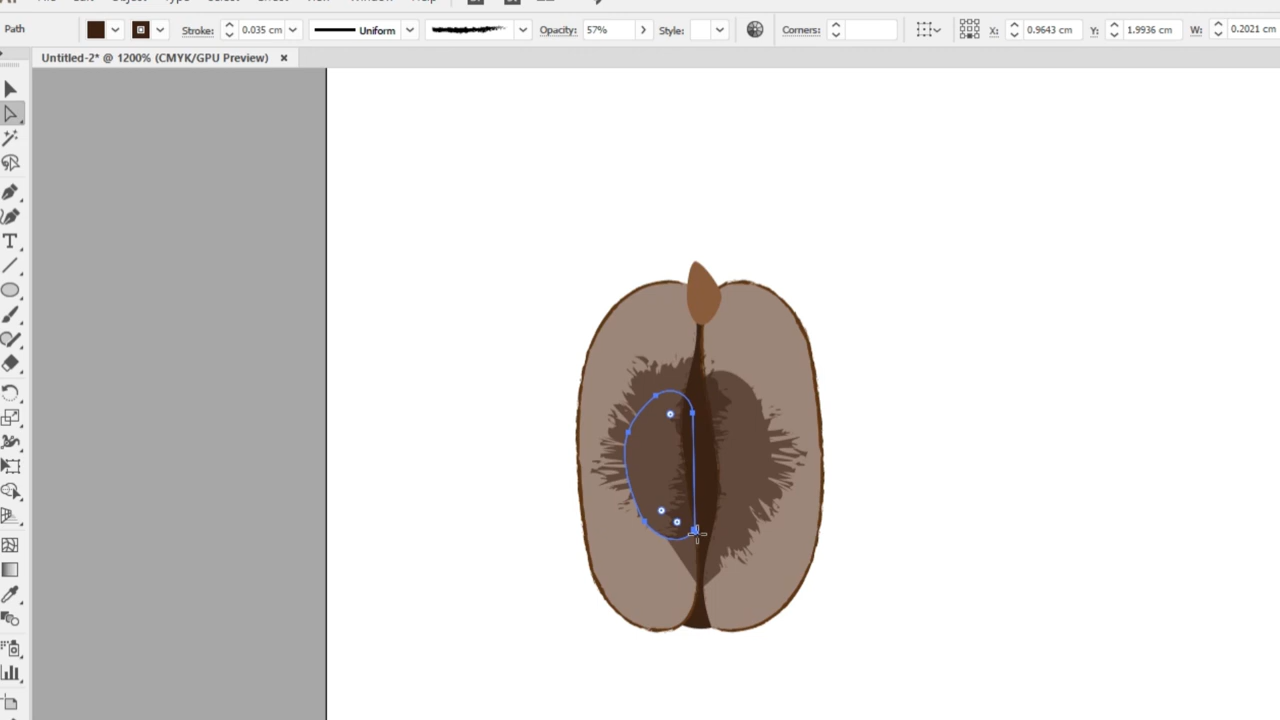 Path
Stroke: 0.035 cm Uniform Opacity: 57% Style: Corners: X: 0.9643 cm Y: 1.9936 cm W: 0.2021 cm
Untitled-2* @ 1200% (CMYK/GPU Preview) ×
T